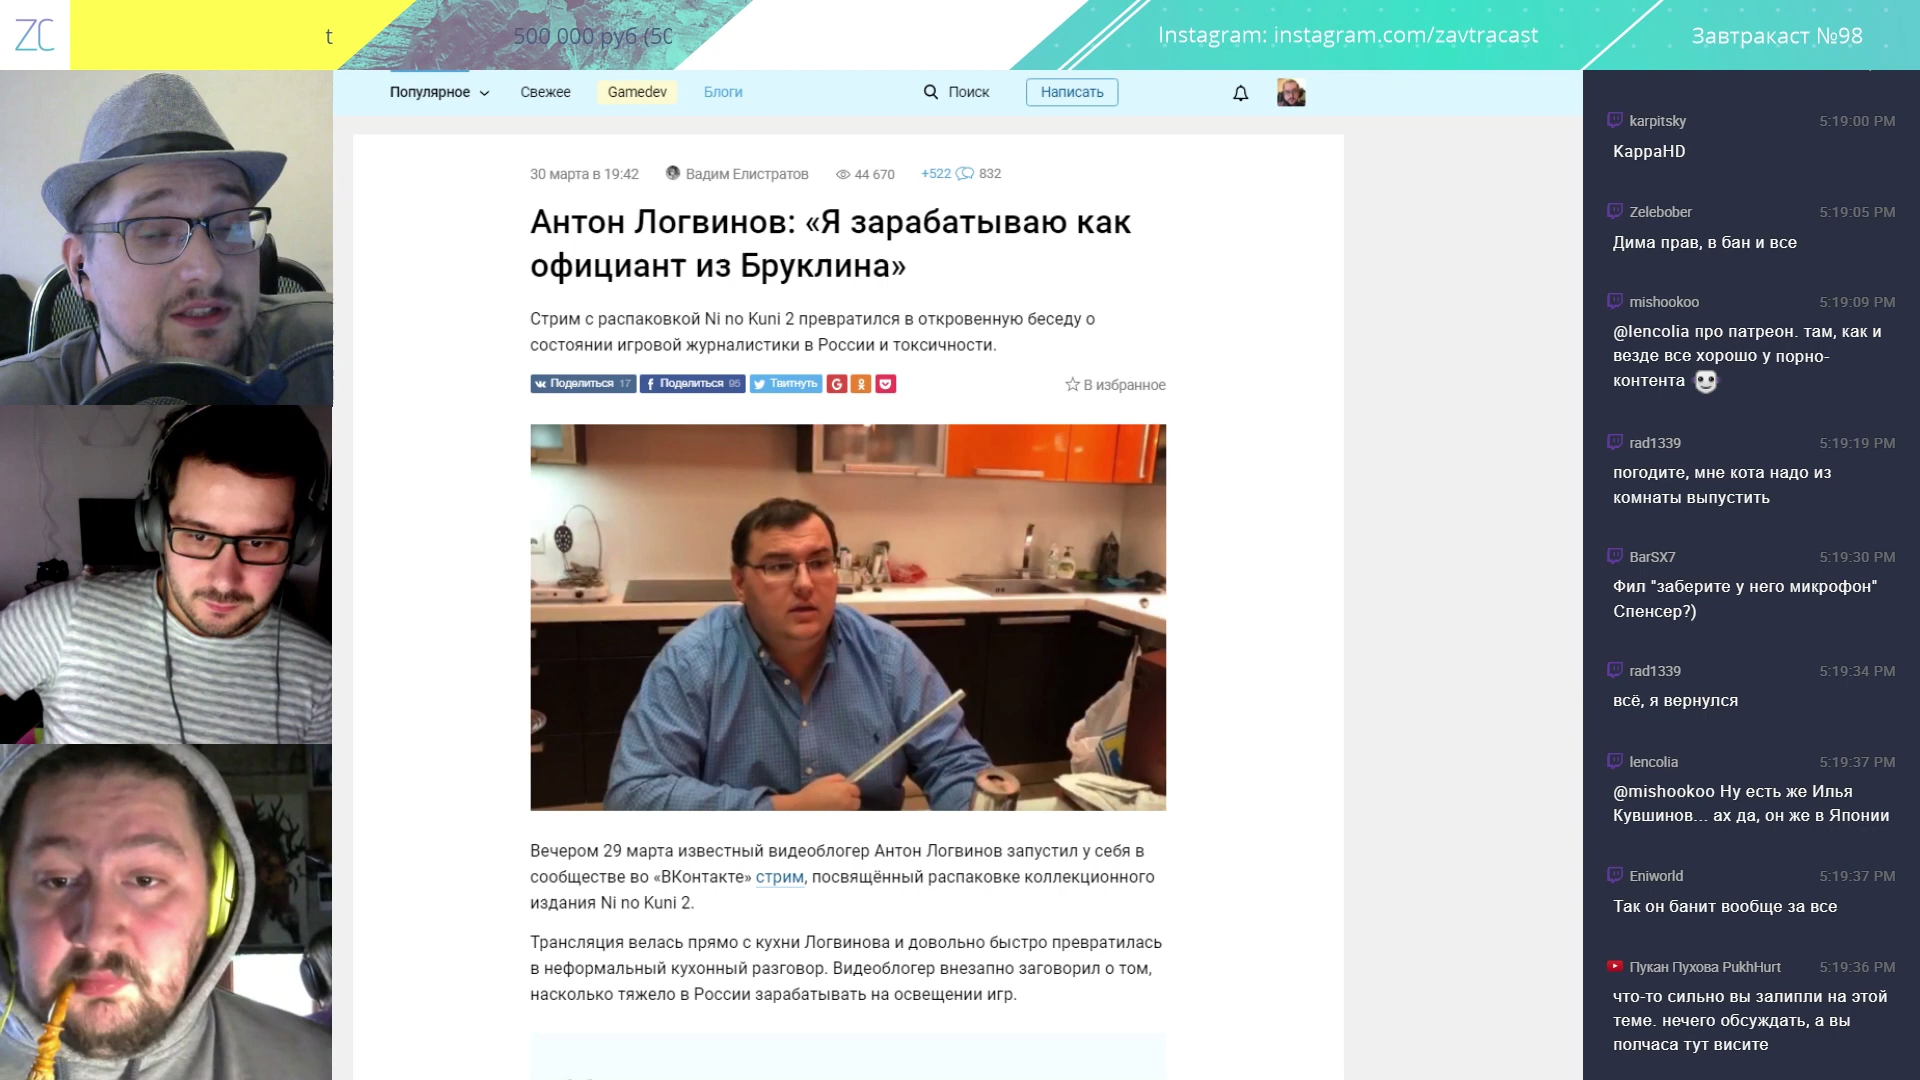 ZC
t
500 000 руб (50
Instagram: instagram.com/zavtracast
Завтракаст №98
Популярное
Свежее
Gamedev
Блоги
Поиск
Написать
30 марта в 19:42
Вадим Елистратов
44 670
+522
832
Антон Логвинов: «Я зарабатываю как
официант из Бруклина»
Стрим с распаковкой Ni no Kuni 2 превратился в откровенную беседу о
состоянии игровой журналистики в России и токсичности.
Поделиться 17
Поделиться 95
Твитнуть
В избранное
Вечером 29 марта известный видеоблогер Антон Логвинов запустил у себя в
сообществе во «ВКонтакте» стрим, посвящённый распаковке коллекционного
издания Ni no Kuni 2.
Трансляция велась прямо с кухни Логвинова и довольно быстро превратилась
в неформальный кухонный разговор. Видеоблогер внезапно заговорил о том,
насколько тяжело в России зарабатывать на освещении игр.
karpitsky 5:19:00 PM
KappaHD
Zelebober 5:19:05 PM
Дима прав, в бан и все
mishookoo 5:19:09 PM
@lencolia про патреон. там, как и
везде все хорошо у порно-
контента
rad1339 5:19:19 PM
погодите, мне кота надо из
комнаты выпустить
BarSX7 5:19:30 PM
Фил "заберите у него микрофон"
Спенсер?)
rad1339 5:19:34 PM
всё, я вернулся
lencolia 5:19:37 PM
@mishookoo Ну есть же Илья
Кувшинов... ах да, он же в Японии
Eniworld 5:19:37 PM
Так он банит вообще за все
Пукан Пухова PukhHurt 5:19:36 PM
что-то сильно вы залипли на этой
теме. нечего обсуждать, а вы
полчаса тут висите